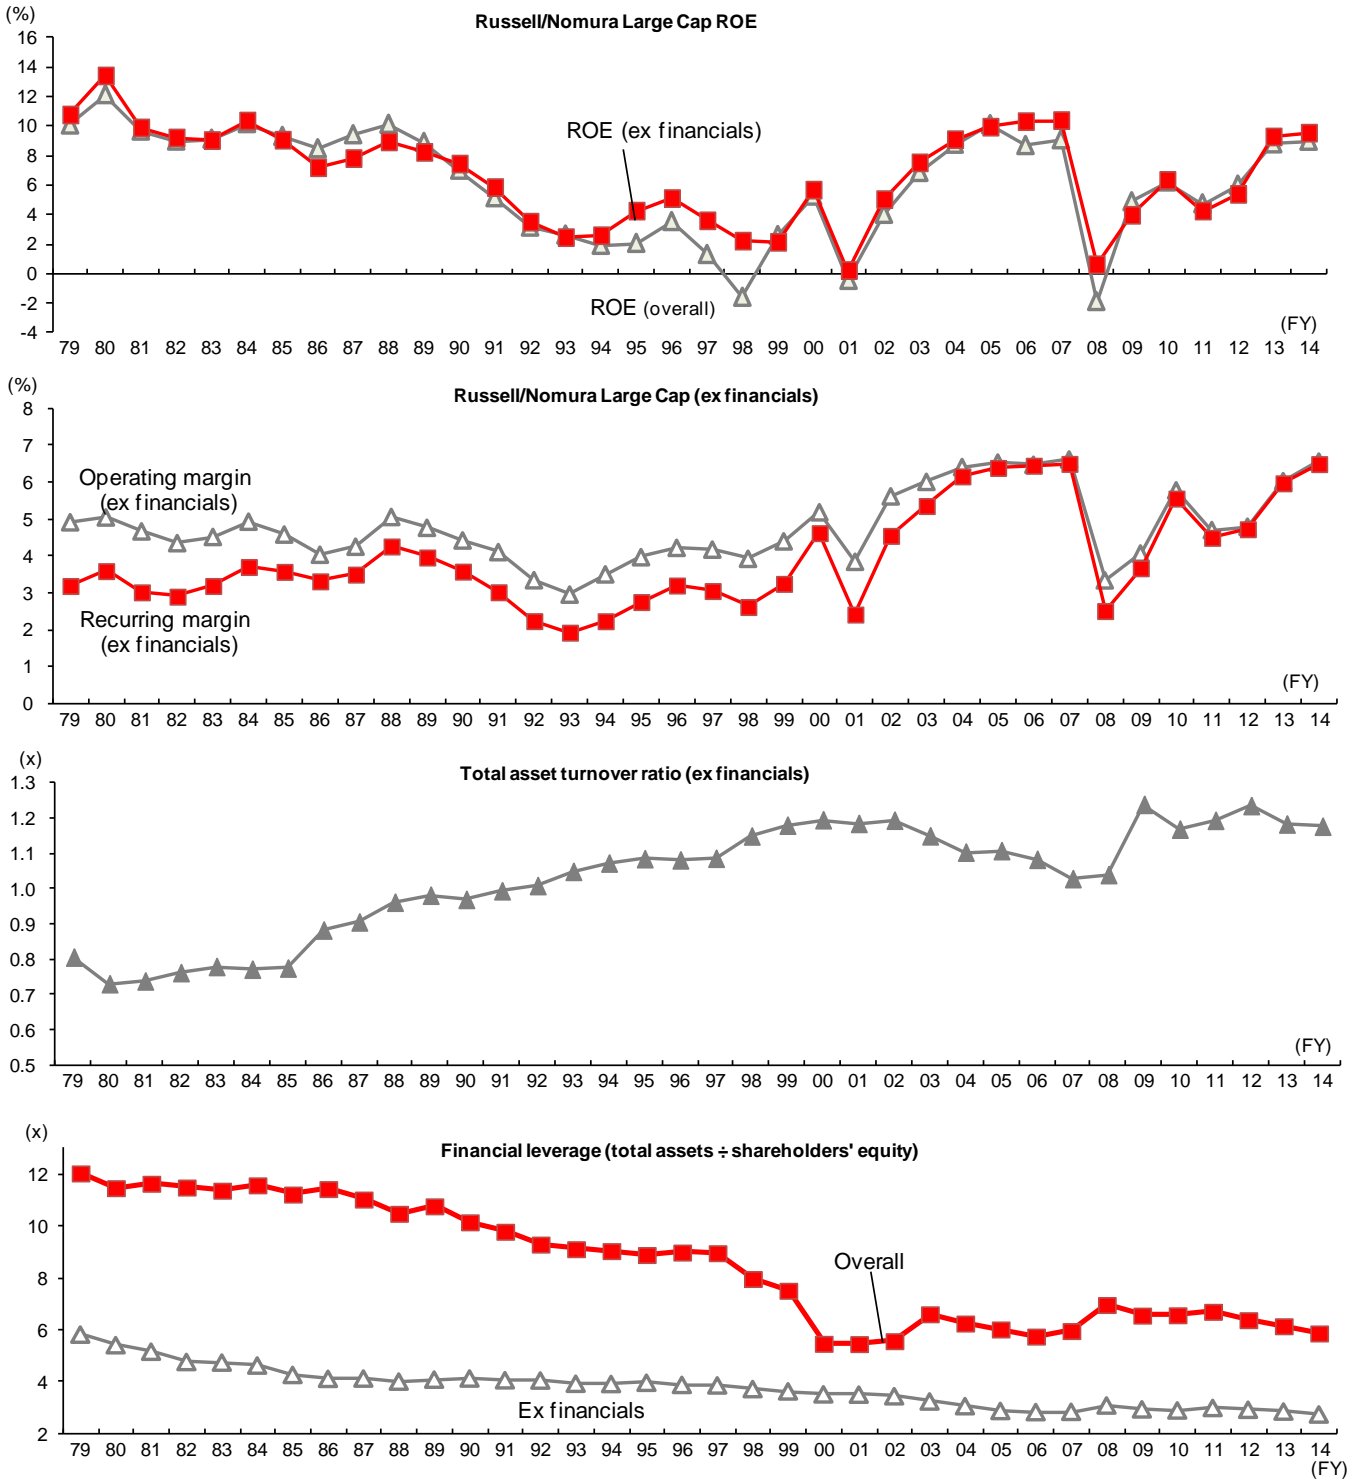 (%)
Russell/Nomura Large Cap ROE
16
14
12
10
8
6
4
2
0
-2
-4
ROE (ex financials)
ROE (overall)
(FY)
79 80 81 82 83 84 85 86 87 88 89 90 91 92 93 94 95 96 97 98 99 00 01 02 03 04 05 06 07 08 09 10 11 12 13 14
(%)
Russell/Nomura Large Cap (ex financials)
8
7
6
5
4
3
2
1
0
Operating margin
(ex financials)
Recurring margin
(ex financials)
(FY)
79 80 81 82 83 84 85 86 87 88 89 90 91 92 93 94 95 96 97 98 99 00 01 02 03 04 05 06 07 08 09 10 11 12 13 14
(x)
Total asset turnover ratio (ex financials)
1.3
1.2
1.1
1.0
0.9
0.8
0.7
0.6
0.5
(FY)
79 80 81 82 83 84 85 86 87 88 89 90 91 92 93 94 95 96 97 98 99 00 01 02 03 04 05 06 07 08 09 10 11 12 13 14
(x)
Financial leverage (total assets ÷ shareholders' equity)
12
10
8
6
4
2
Overall
Ex financials
79 80 81 82 83 84 85 86 87 88 89 90 91 92 93 94 95 96 97 98 99 00 01 02 03 04 05 06 07 08 09 10 11 12 13 14
(FY)